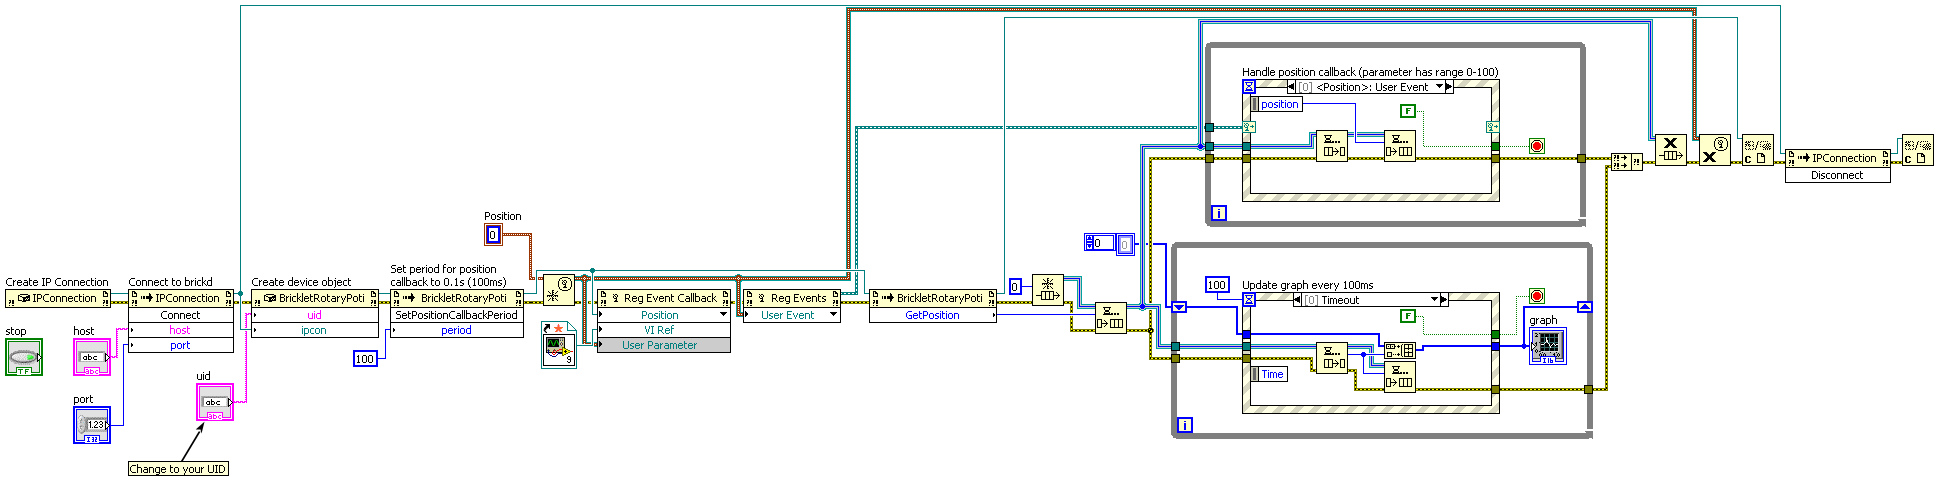 Create IP Connection
IPConnection
stop
TF
Connect to brickd
IPConnection
Connect
host
port
host
abc
abc
port
1.23
I32
uid
abc
abc
Change to your UID
Create device object
BrickletRotaryPoti
uid
ipcon
Set period for position
callback to 0.1s (100ms)
BrickletRotaryPoti
SetPositionCallbackPeriod
period
100
Position
0
9
Reg Event Callback
Position
VI Ref
User Parameter
Reg Events
User Event
BrickletRotaryPoti
GetPosition
0
0
0
Handle position callback (parameter has range 0-100)
[0] <Position>: User Event
position
F
i
100
Update graph every 100ms
[0] Timeout
F
Time
graph
i
C
IPConnection
Disconnect
C